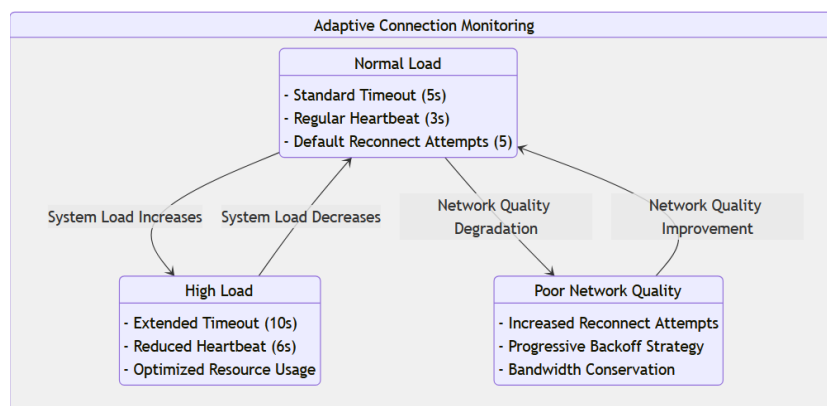 Adaptive Connection Monitoring
Normal Load
- Standard Timeout (5s)
- Regular Heartbeat (3s)
- Default Reconnect Attempts (5)
System Load Increases
System Load Decreases
Network Quality
Degradation
Network Quality
Improvement
High Load
- Extended Timeout (10s)
- Reduced Heartbeat (6s)
- Optimized Resource Usage
Poor Network Quality
- Increased Reconnect Attempts
- Progressive Backoff Strategy
- Bandwidth Conservation